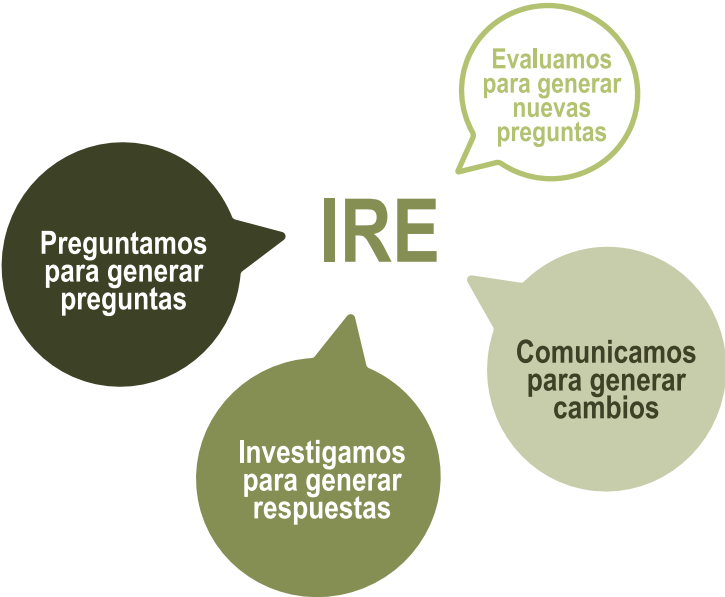 Evaluamos
para generar
nuevas
preguntas
IRE
Preguntamos
para generar
preguntas
Comunicamos
para generar
cambios
Investigamos
para generar
respuestas